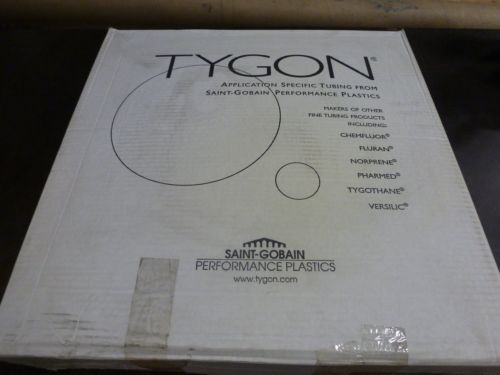 TYGON®
APPLICATION SPECIFIC TUBING FROM
SAINT-GOBAIN PERFORMANCE PLASTICS
MAKERS OF OTHER
FINE TUBING PRODUCTS
INCLUDING:
CHEMFLUOR®
FLURAN®
NORPRENE®
PHARMED®
TYGOTHANE®
VERSILIC®
SAINT-GOBAIN
PERFORMANCE PLASTICS
www.tygon.com